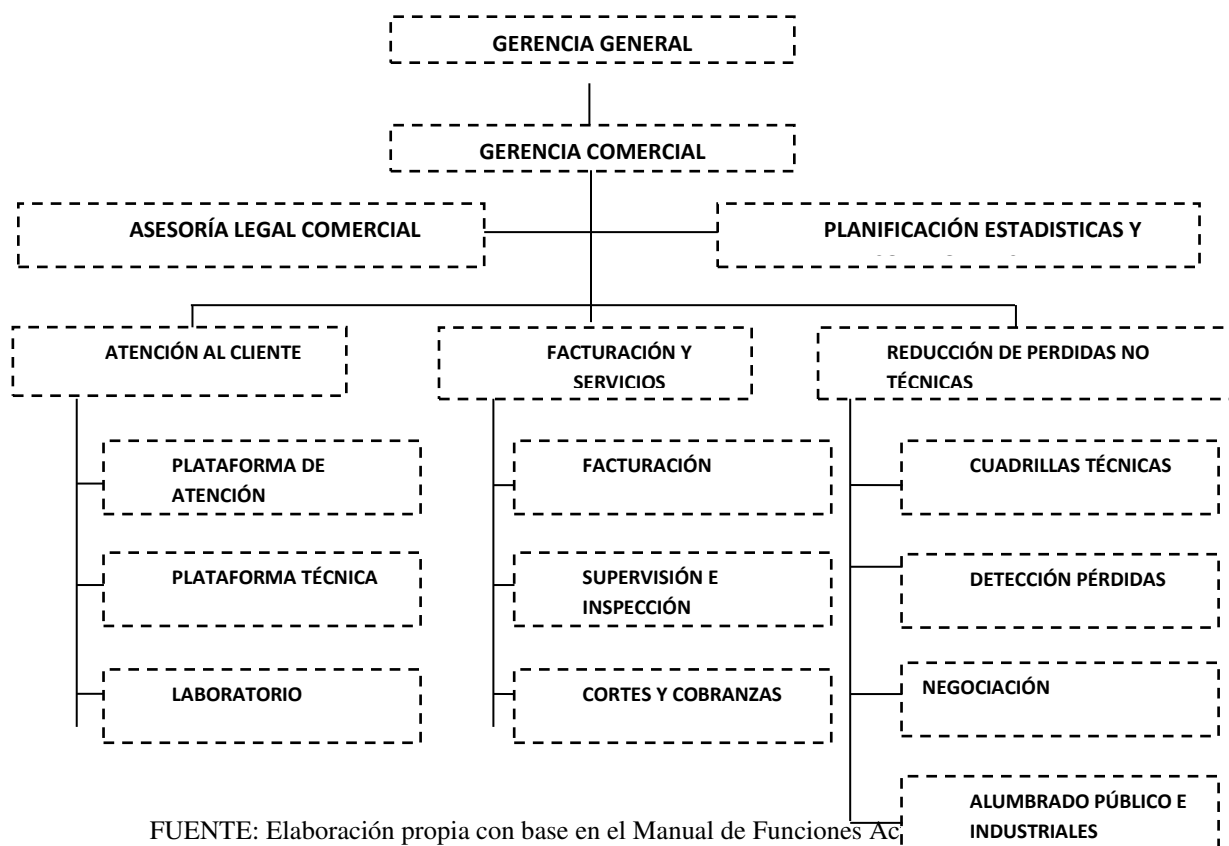 GERENCIA GENERAL
GERENCIA COMERCIAL
ASESORÍA LEGAL COMERCIAL
PLANIFICACIÓN ESTADISTICAS Y
ATENCIÓN AL CLIENTE
PLATAFORMA DE
ATENCIÓN
PLATAFORMA TÉCNICA
LABORATORIO
FACTURACIÓN Y
SERVICIOS
FACTURACIÓN
SUPERVISIÓN E
INSPECCIÓN
CORTES Y COBRANZAS
REDUCCIÓN DE PERDIDAS NO
TÉCNICAS
CUADRILLAS TÉCNICAS
DETECCIÓN PÉRDIDAS
NEGOCIACIÓN
ALUMBRADO PÚBLICO E
INDUSTRIALES
FUENTE: Elaboración propia con base en el Manual de Funciones